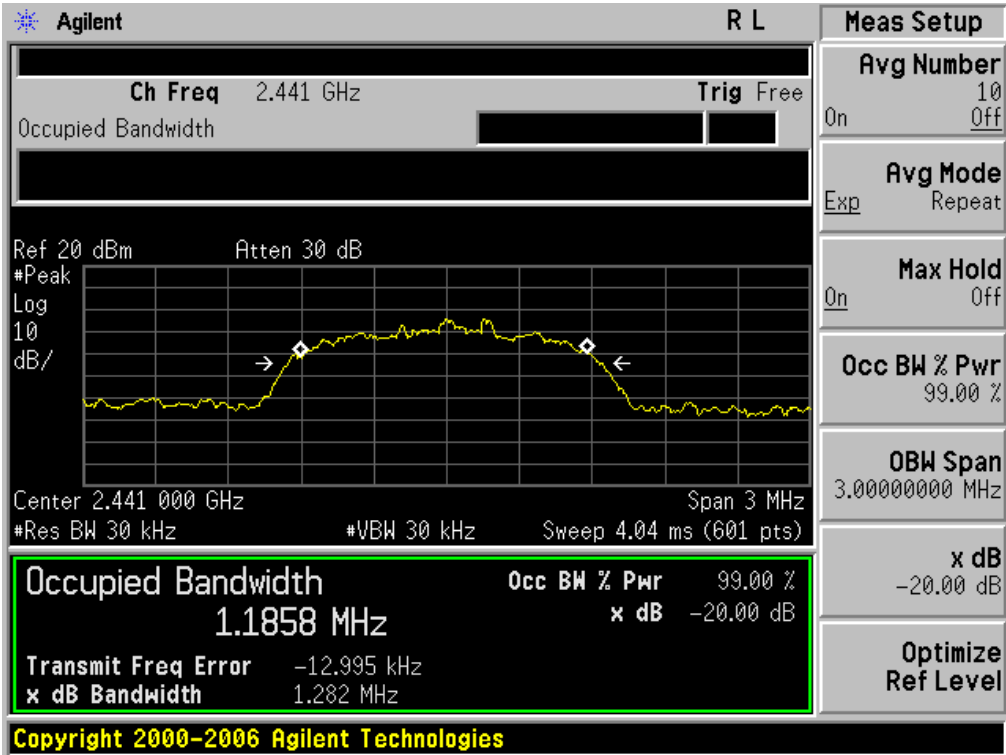 Agilent R L
Ch Freq 2.441 GHz Trig Free
Occupied Bandwidth
Ref 20 dBm Atten 30 dB
#Peak
Log
10
dB/
Center 2.441 000 GHz Span 3 MHz
#Res BW 30 kHz #VBW 30 kHz Sweep 4.04 ms (601 pts)
Occupied Bandwidth
1.1858 MHz
Occ BW % Pwr 99.00 %
x dB -20.00 dB
Transmit Freq Error -12.995 kHz
x dB Bandwidth 1.282 MHz
Copyright 2000-2006 Agilent Technologies
Meas Setup
Avg Number
10
On Off
Avg Mode
Exp Repeat
Max Hold
On Off
Occ BW % Pwr
99.00 %
OBW Span
3.00000000 MHz
x dB
-20.00 dB
Optimize
Ref Level